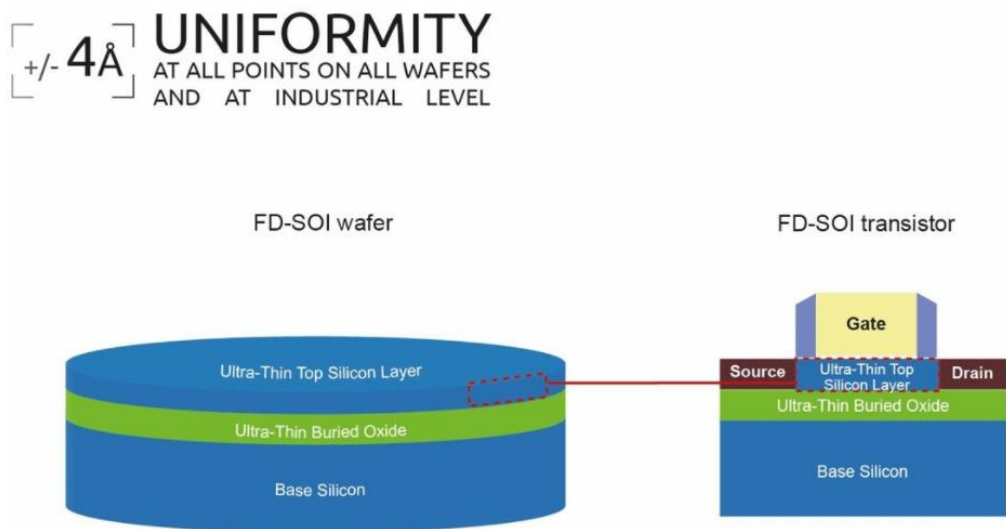 +/- 4Å
UNIFORMITY
AT ALL POINTS ON ALL WAFERS
AND AT INDUSTRIAL LEVEL
FD-SOI wafer
Ultra-Thin Top Silicon Layer
Ultra-Thin Buried Oxide
Base Silicon
FD-SOI transistor
Gate
Source
Ultra-Thin Top
Silicon Layer
Drain
Ultra-Thin Buried Oxide
Base Silicon